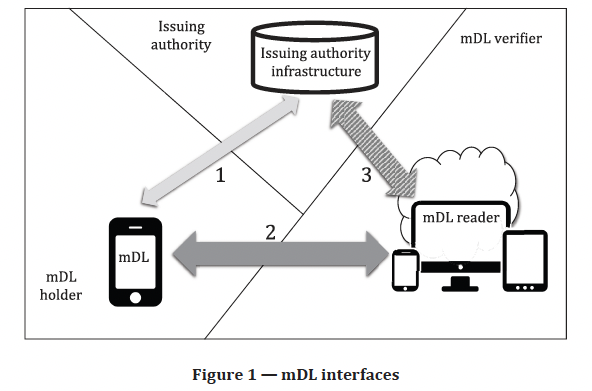 Issuing
authority
Issuing authority
infrastructure
mDL verifier
1
3
mDL reader
2
mDL
mDL
holder
Figure 1 — mDL interfaces